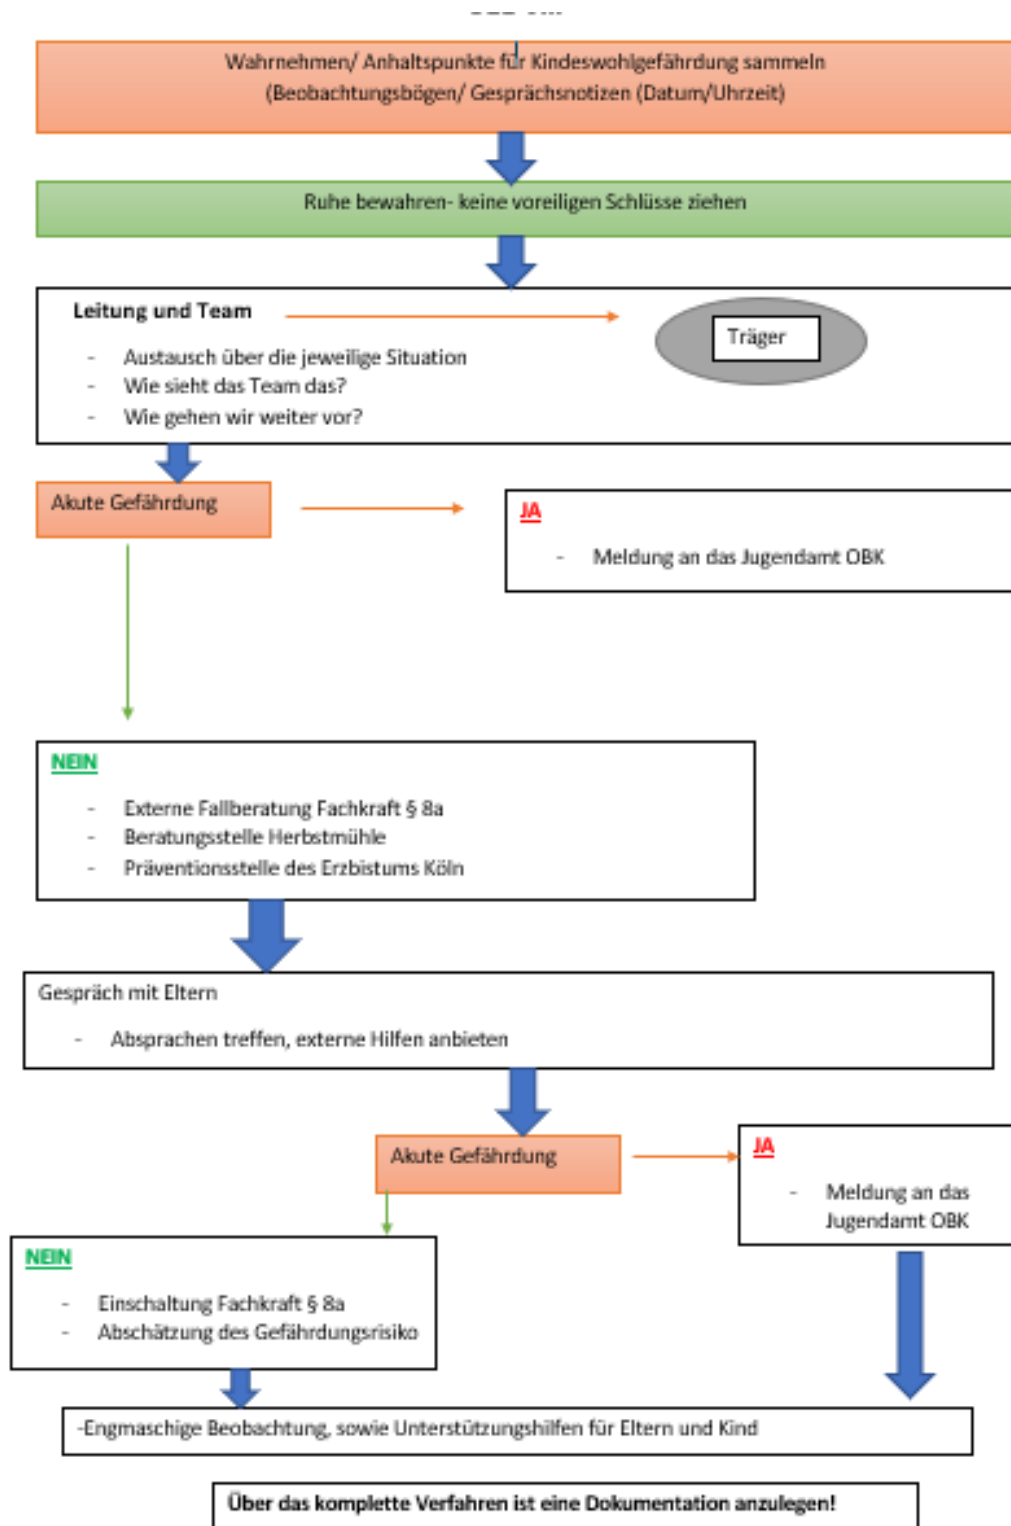 Wahrnehmen/ Anhaltspunkte für Kindeswohlgefährdung sammeln
(Beobachtungsbögen/ Gesprächsnotizen (Datum/Uhrzeit)
Ruhe bewahren- keine voreiligen Schlüsse ziehen
Leitung und Team
Träger
- Austausch über die jeweilige Situation
- Wie sieht das Team das?
- Wie gehen wir weiter vor?
Akute Gefährdung
JA
- Meldung an das Jugendamt OBK
NEIN
- Externe Fallberatung Fachkraft § 8a
- Beratungsstelle Herbstmühle
- Präventionsstelle des Erzbistums Köln
Gespräch mit Eltern
- Absprachen treffen, externe Hilfen anbieten
Akute Gefährdung
JA
- Meldung an das
Jugendamt OBK
NEIN
- Einschaltung Fachkraft § 8a
- Abschätzung des Gefährdungsrisiko
-Engmaschige Beobachtung, sowie Unterstützungshilfen für Eltern und Kind
Über das komplette Verfahren ist eine Dokumentation anzulegen!